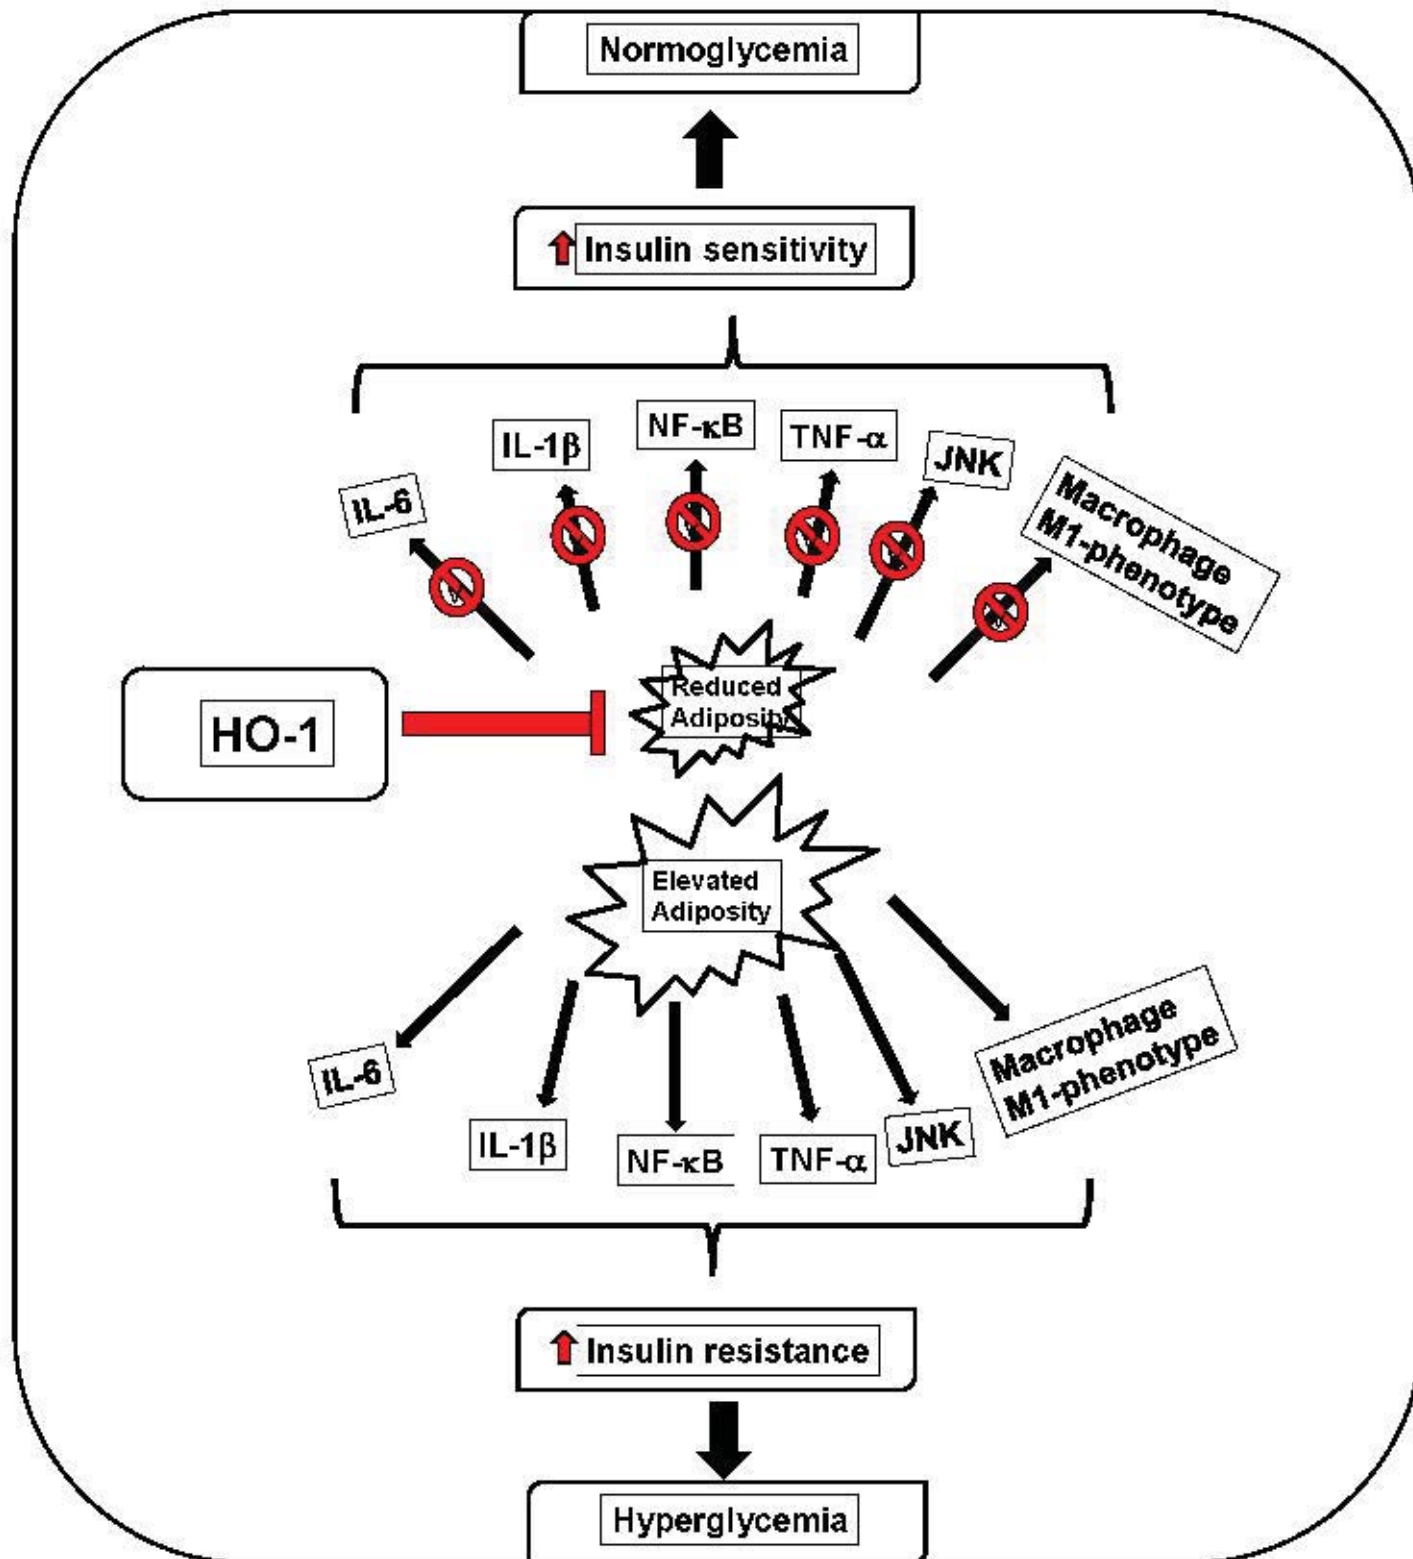 Normoglycemia
Insulin sensitivity
NF-κB
TNF-α
IL-1β
JNK
IL-6
Macrophage
M1-phenotype
Reduced
Adiposity
HO-1
Elevated
Adiposity
IL-6
IL-1β
NF-κB
TNF-α
JNK
Macrophage
M1-phenotype
Insulin resistance
Hyperglycemia